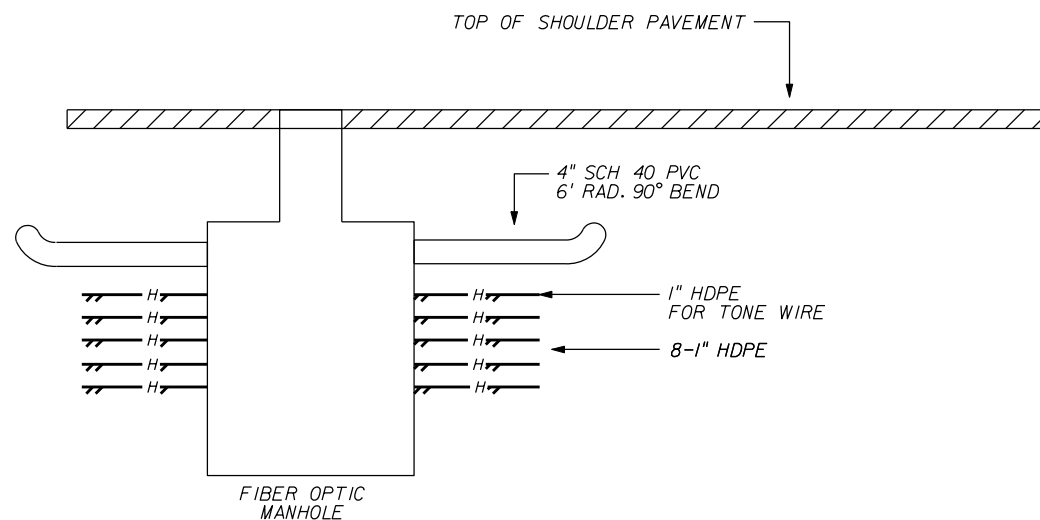 TOP OF SHOULDER PAVEMENT
4" SCH 40 PVC
6' RAD. 90° BEND
H H
1" HDPE
FOR TONE WIRE
H H
H H
8-1" HDPE
H H
H H
FIBER OPTIC
MANHOLE